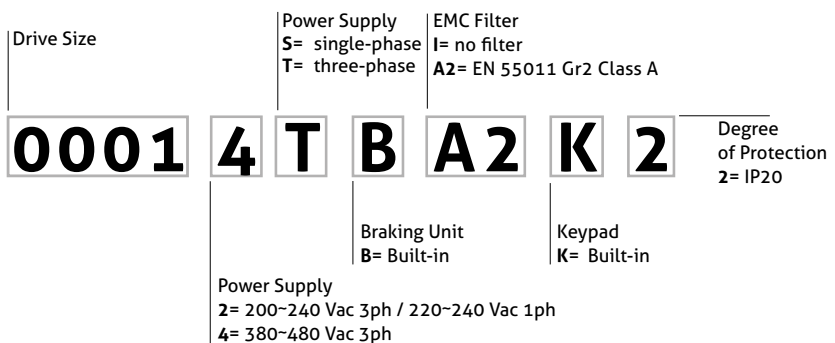 Drive Size
Power Supply
S= single-phase
T= three-phase
EMC Filter
I= no filter
A2= EN 55011 Gr2 Class A
0001 4 T B A2 K 2
Degree
of Protection
2= IP20
Braking Unit
B= Built-in
Keypad
K= Built-in
Power Supply
2= 200~240 Vac 3ph / 220~240 Vac 1ph
4= 380~480 Vac 3ph